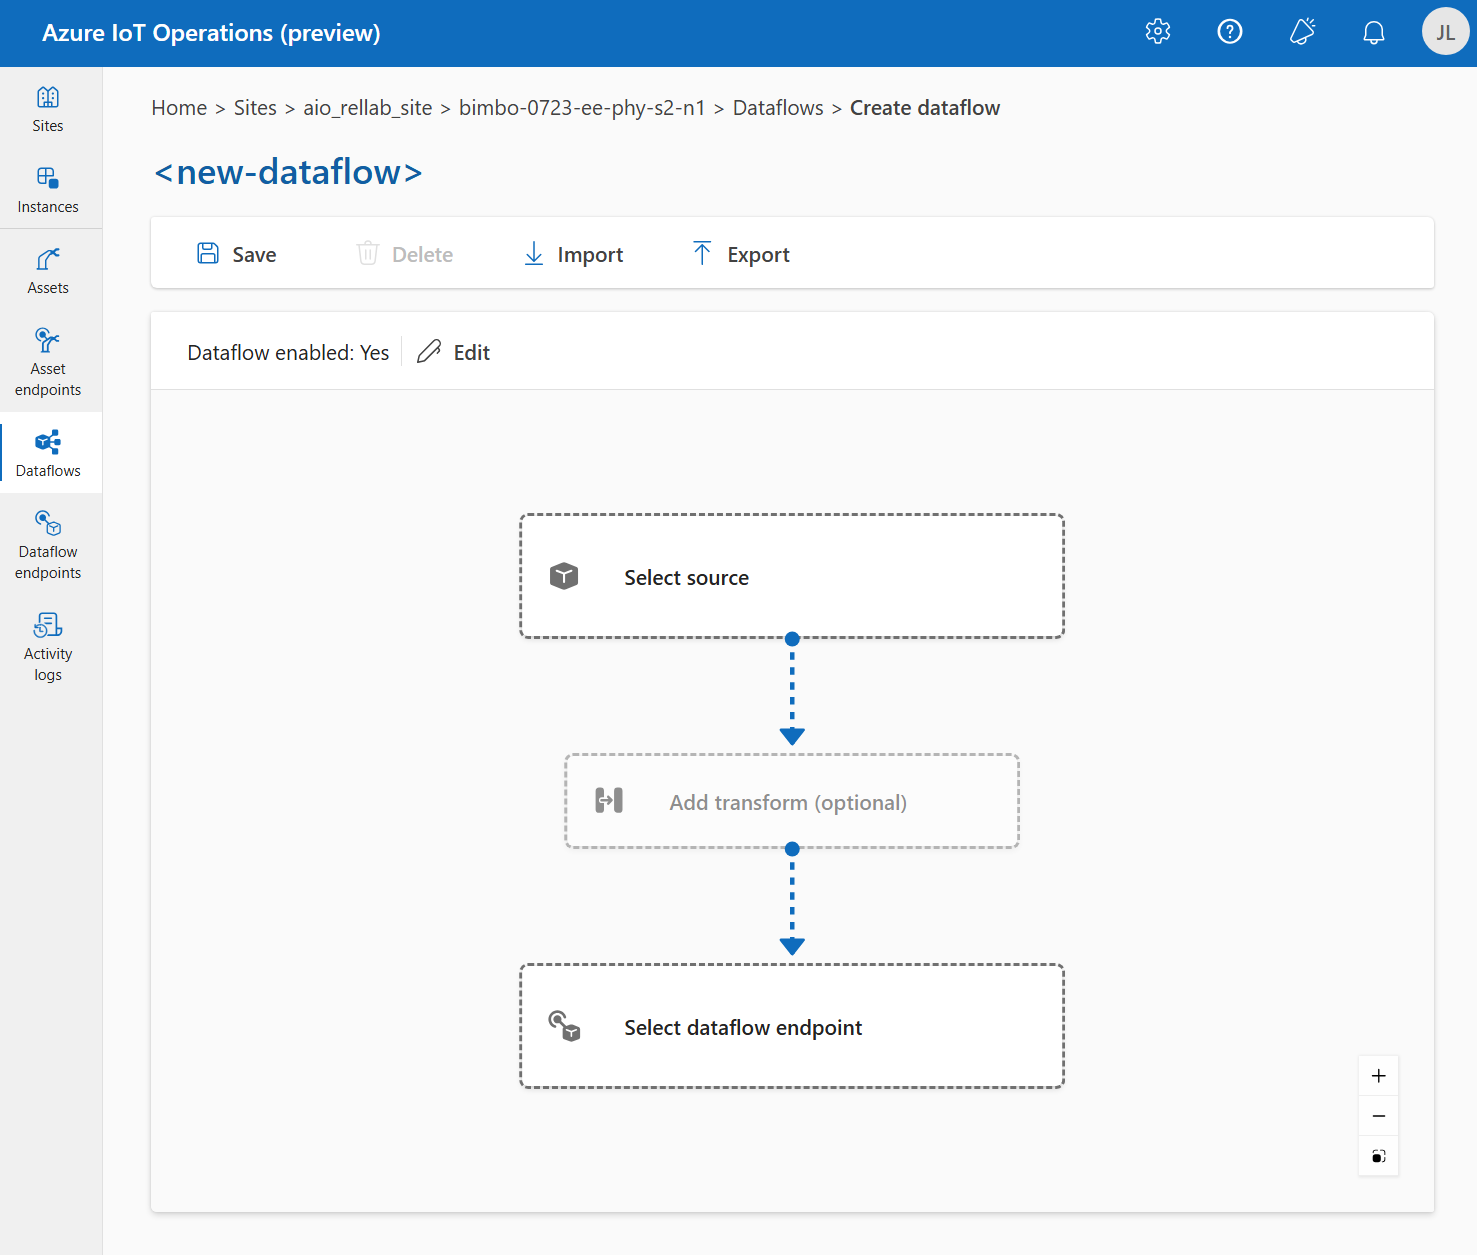 Azure IoT Operations (preview)
JL
Sites
Instances
Assets
Asset
endpoints
Dataflows
Dataflow
endpoints
Activity
logs
Home > Sites > aio_rellab_site > bimbo-0723-ee-phy-s2-n1 > Dataflows > Create dataflow
<new-dataflow>
Save
Delete
Import
Export
Dataflow enabled: Yes
Edit
Select source
Add transform (optional)
Select dataflow endpoint